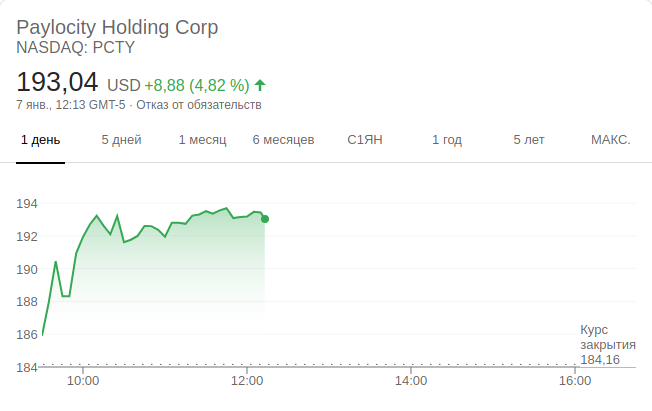 Paylocity Holding Corp
NASDAQ: PCTY
193,04 USD +8,88 (4,82 %)
7 янв., 12:13 GMT-5 · Отказ от обязательств
1 день 5 дней 1 месяц 6 месяцев С1ЯН 1 год 5 лет МАКС.
194
192
190
188
186
184
Курс
закрытия
184,16
10:00 12:00 14:00 16:00